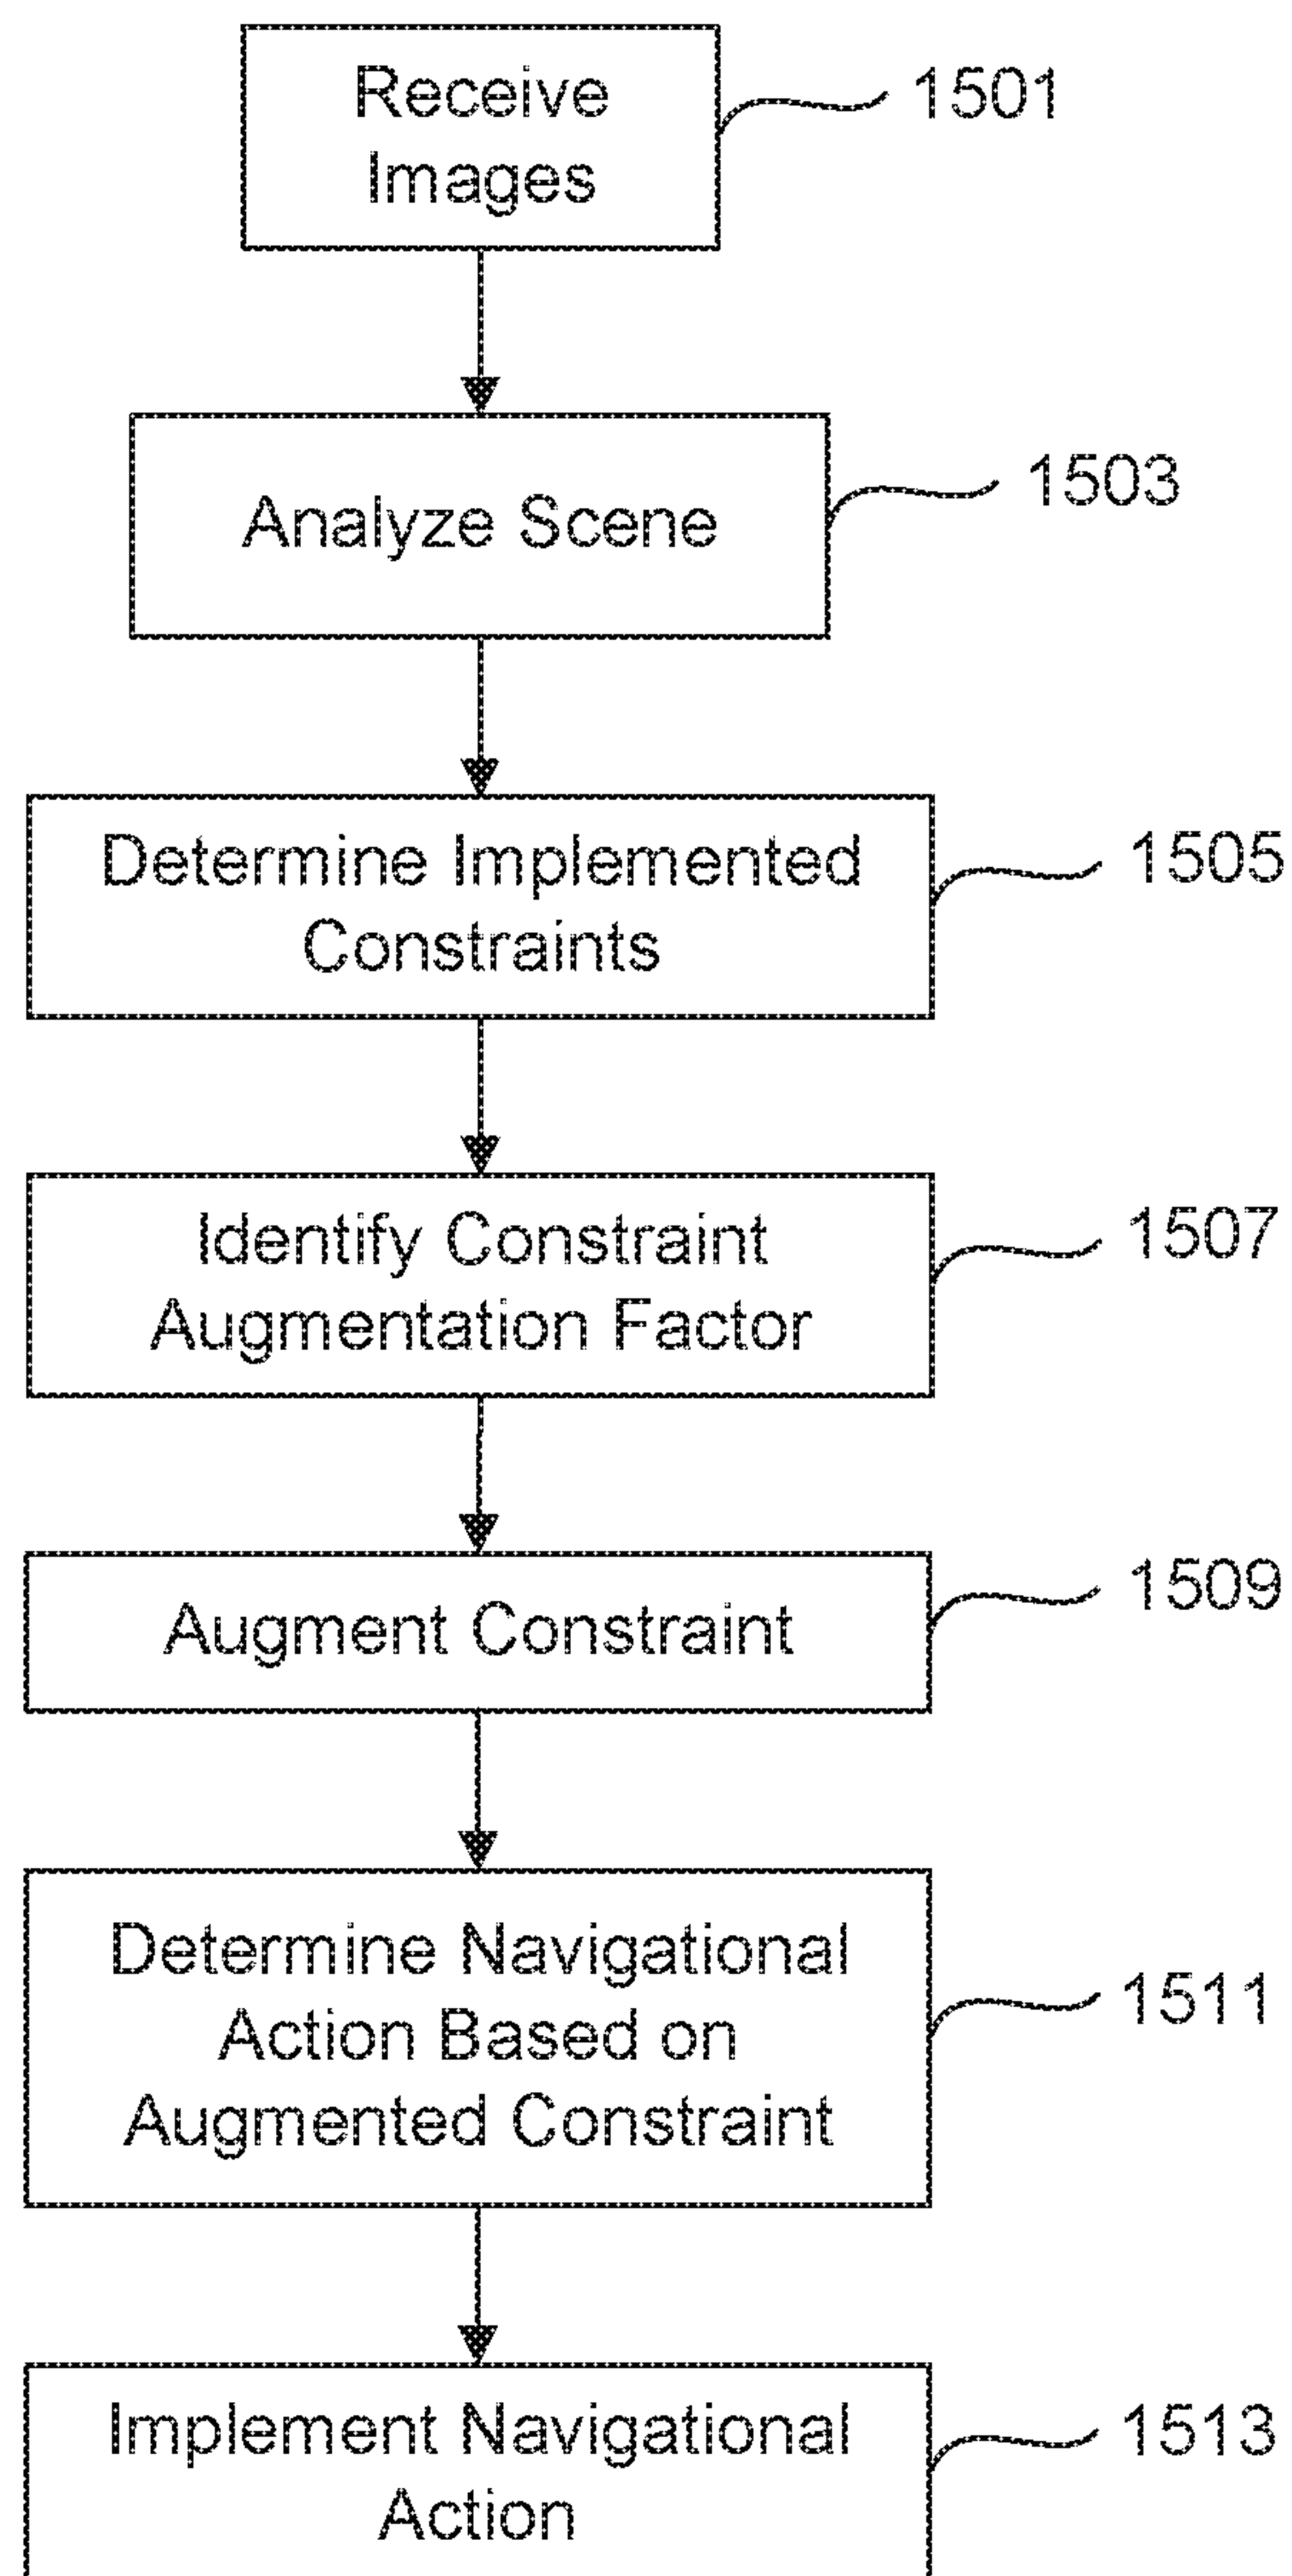 Receive
Images
1501
Analyze Scene
1503
Determine Implemented
Constraints
1505
Identify Constraint
Augmentation Factor
1507
Augment Constraint
1509
Determine Navigational
Action Based on
Augmented Constraint
1511
Implement Navigational
Action
1513